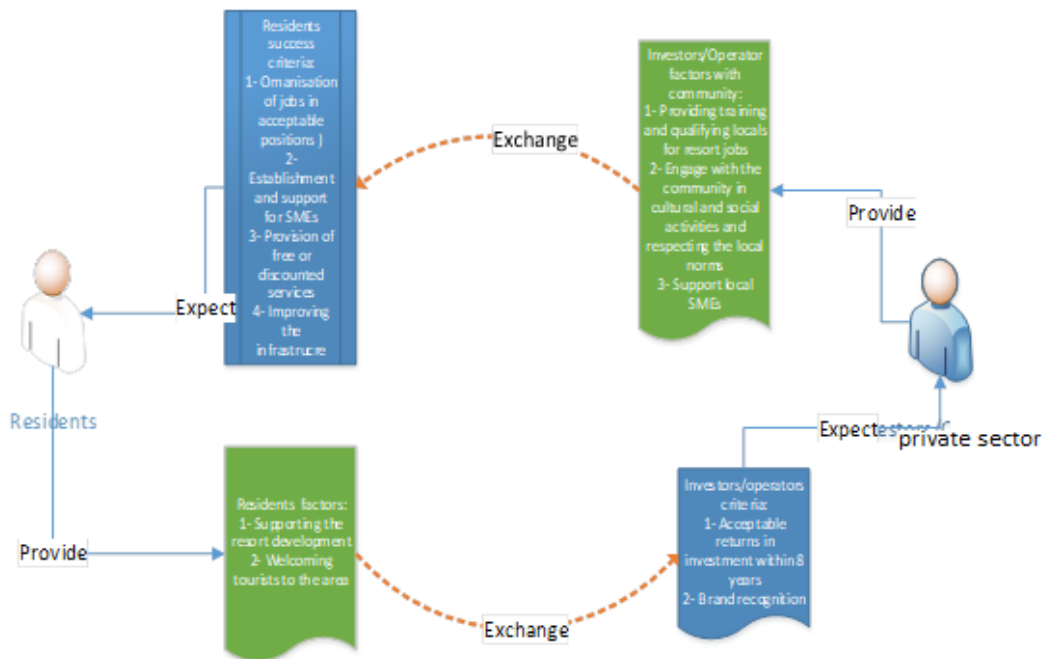 Residents
success
criteria:
1- Omanisation
of jobs in
acceptable
positions )
2-
Establishment
and support
for SMEs
3- Provision of
free or
discounted
services
4- Improving
the
infrastrucre
Investors/Operator
factors with
community:
1- Providing training
and qualifying locals
for resort jobs
2- Engage with the
community in
cultural and social
activities and
respecting the local
norms
3- Support local
SMEs
Exchange
Provide
Expect
Residents
Expect
private sector
Residents factors:
1- Supporting the
resort development
2- Welcoming
tourists to the area
Investors/operators
criteria:
1- Acceptable
returns in
investment within 8
years
2- Brand recognition
Provide
Exchange